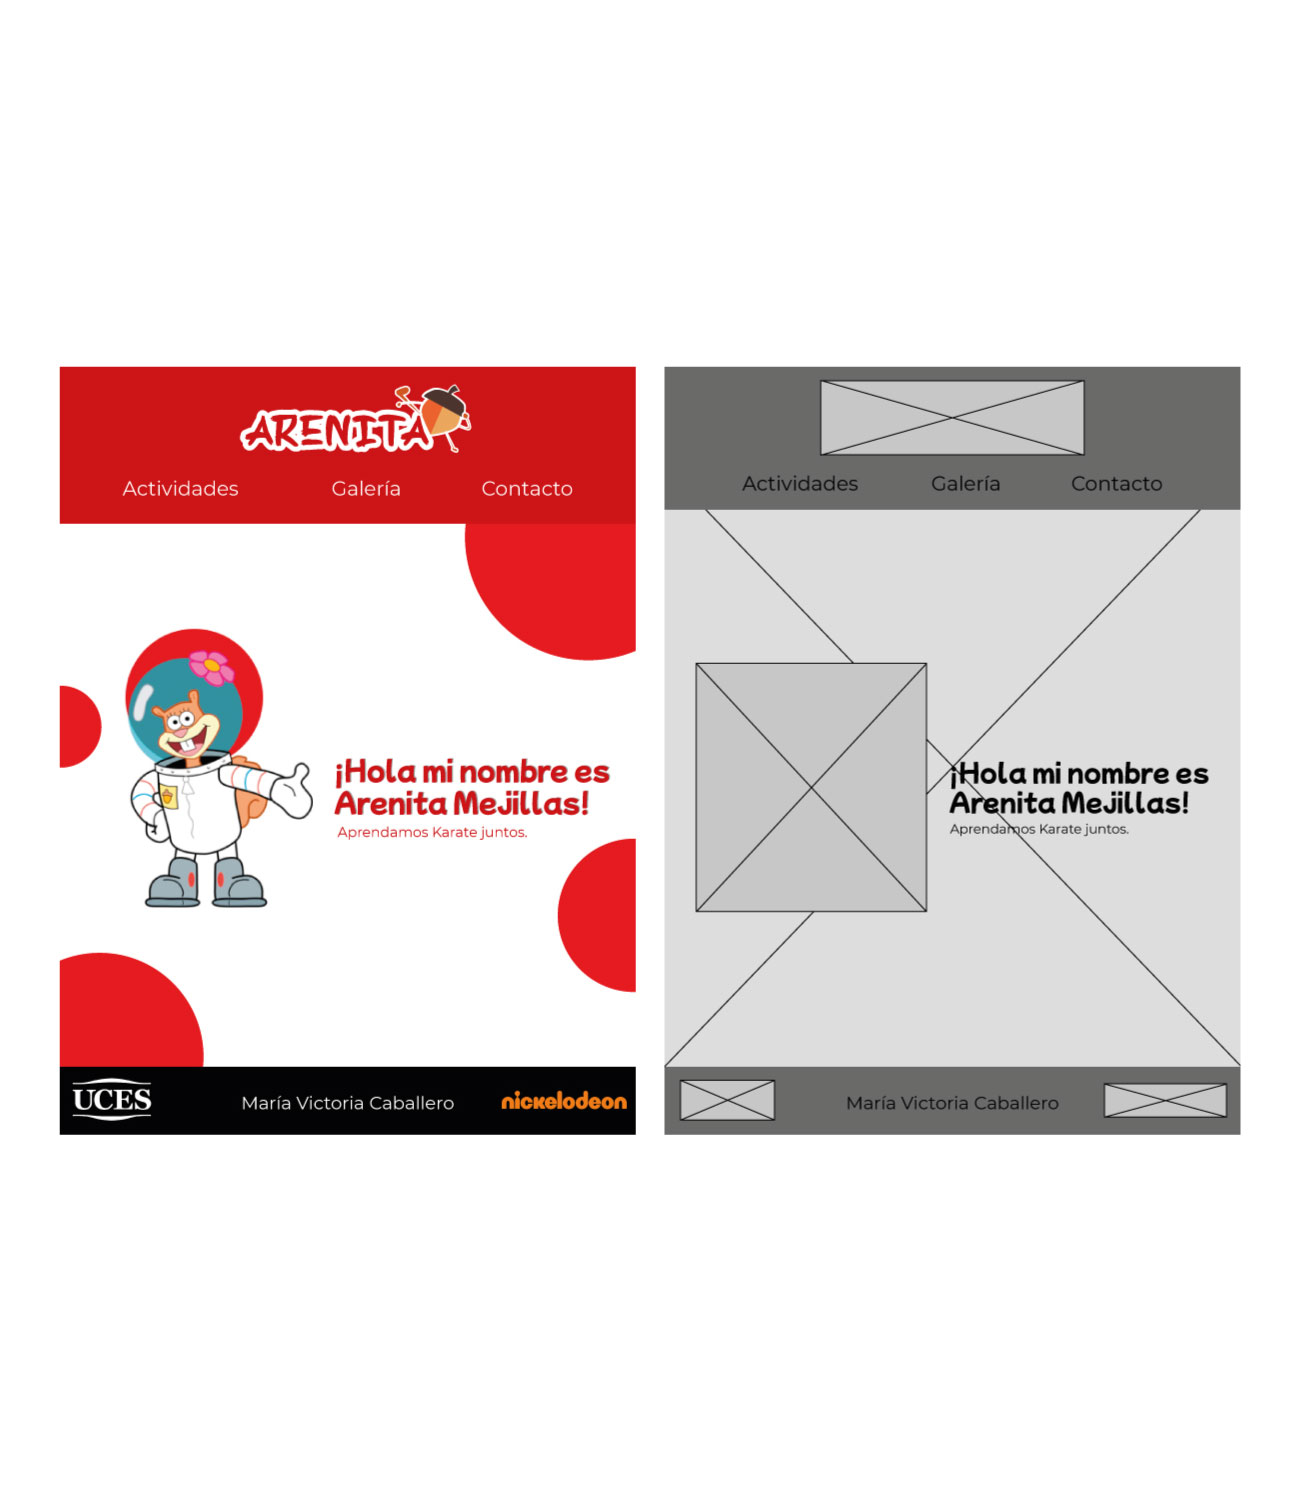 ARENITA
Actividades Galería Contacto
¡Hola mi nombre es
Arenita Mejillas!
Aprendamos Karate juntos.
UCES María Victoria Caballero nickelodeon
Actividades Galería Contacto
¡Hola mi nombre es
Arenita Mejillas!
Aprendamos Karate juntos.
María Victoria Caballero